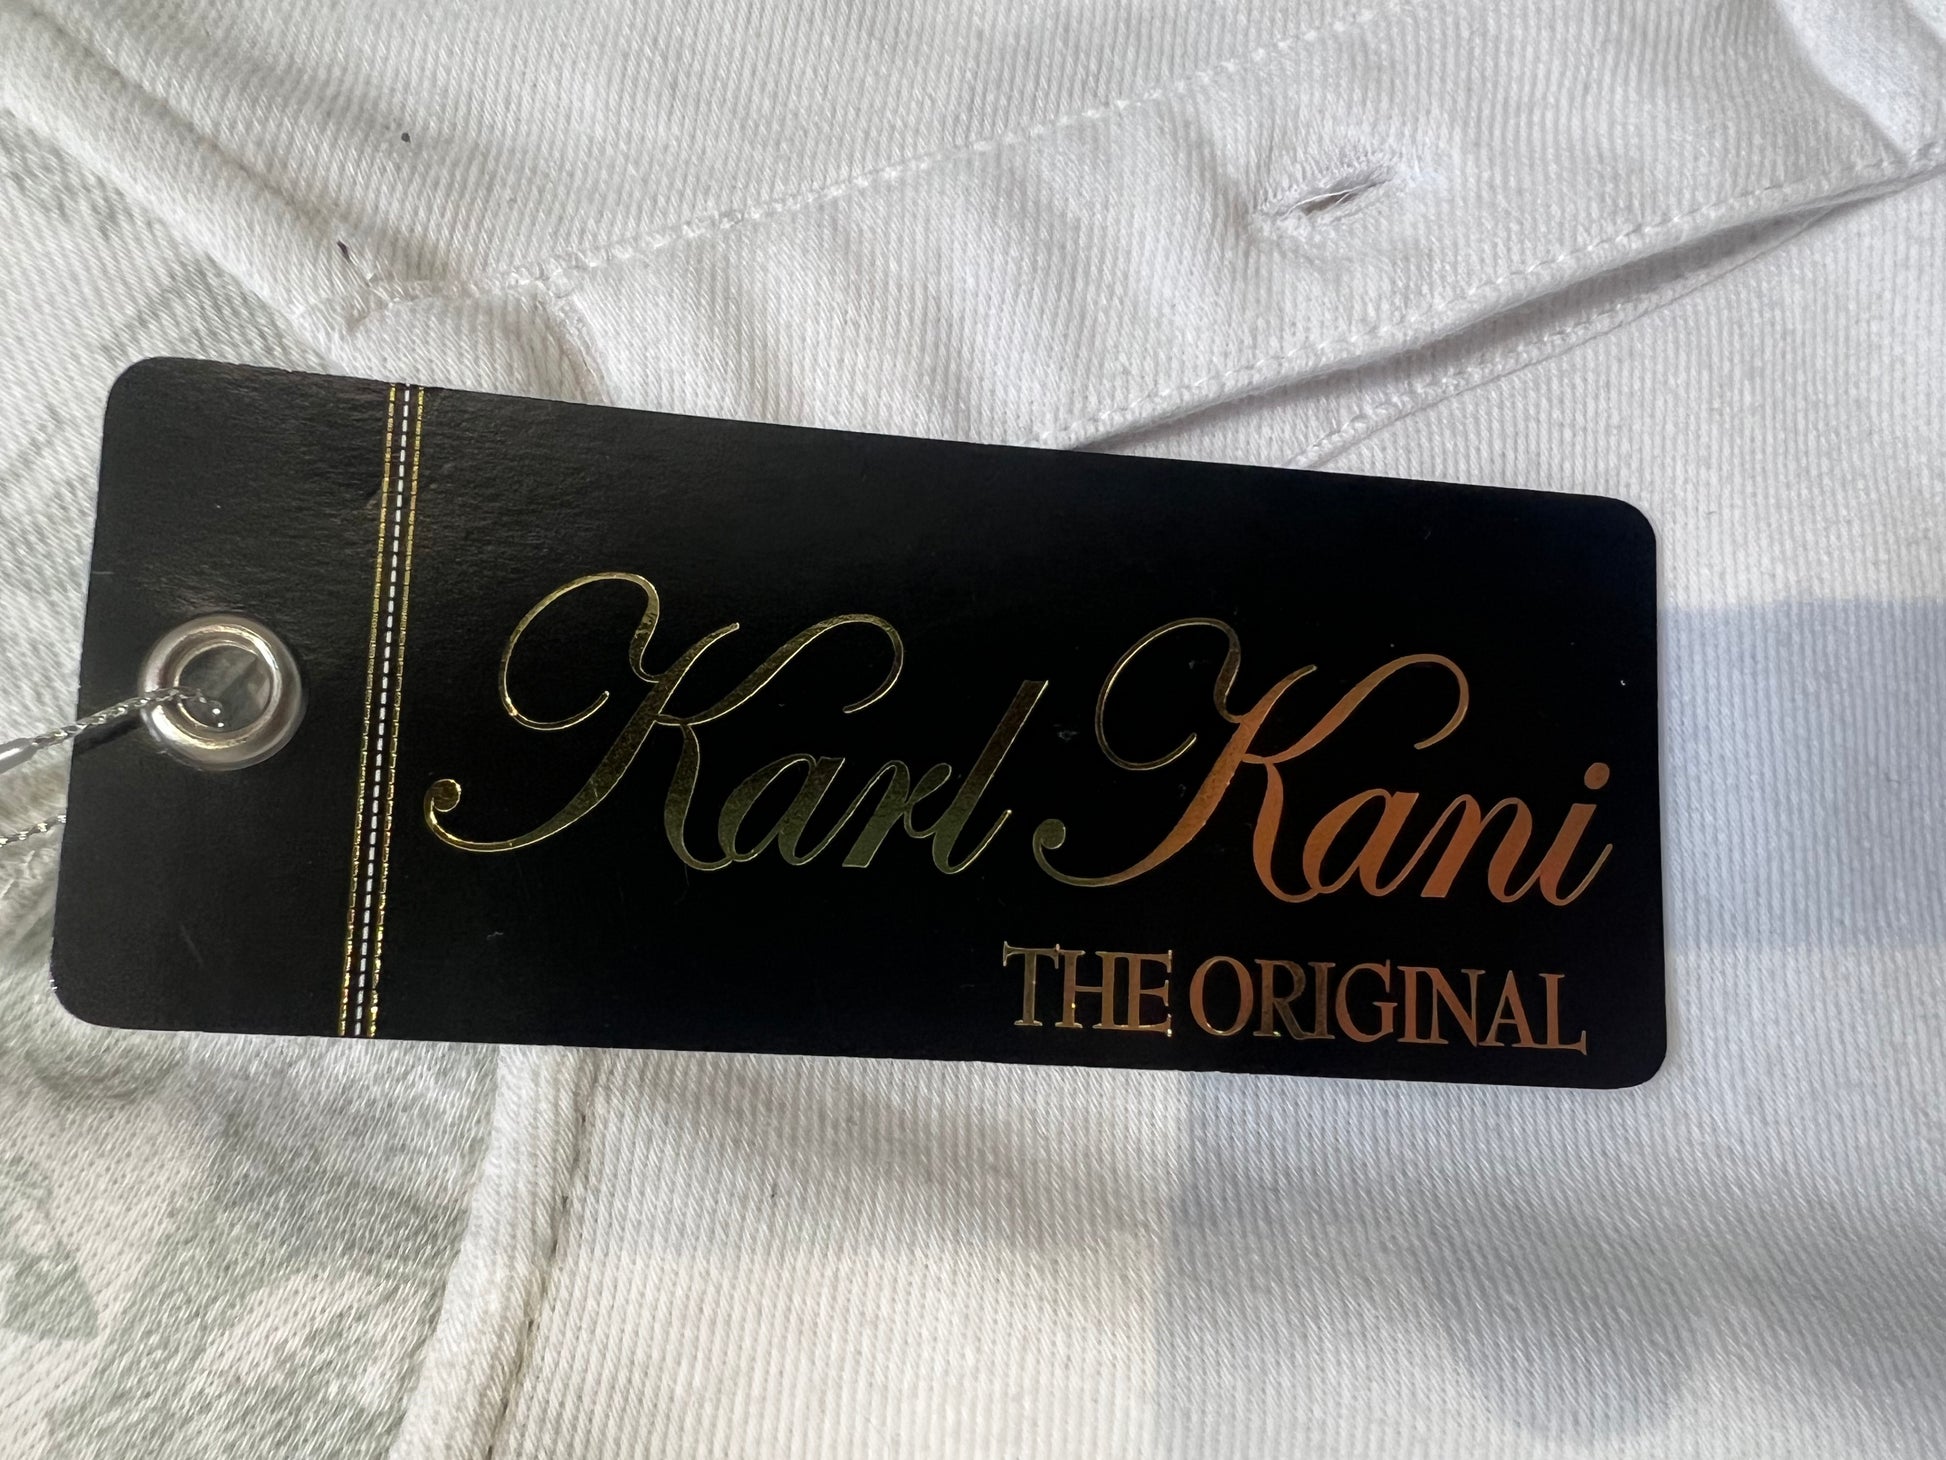 Karl Kani
THE ORIGINAL